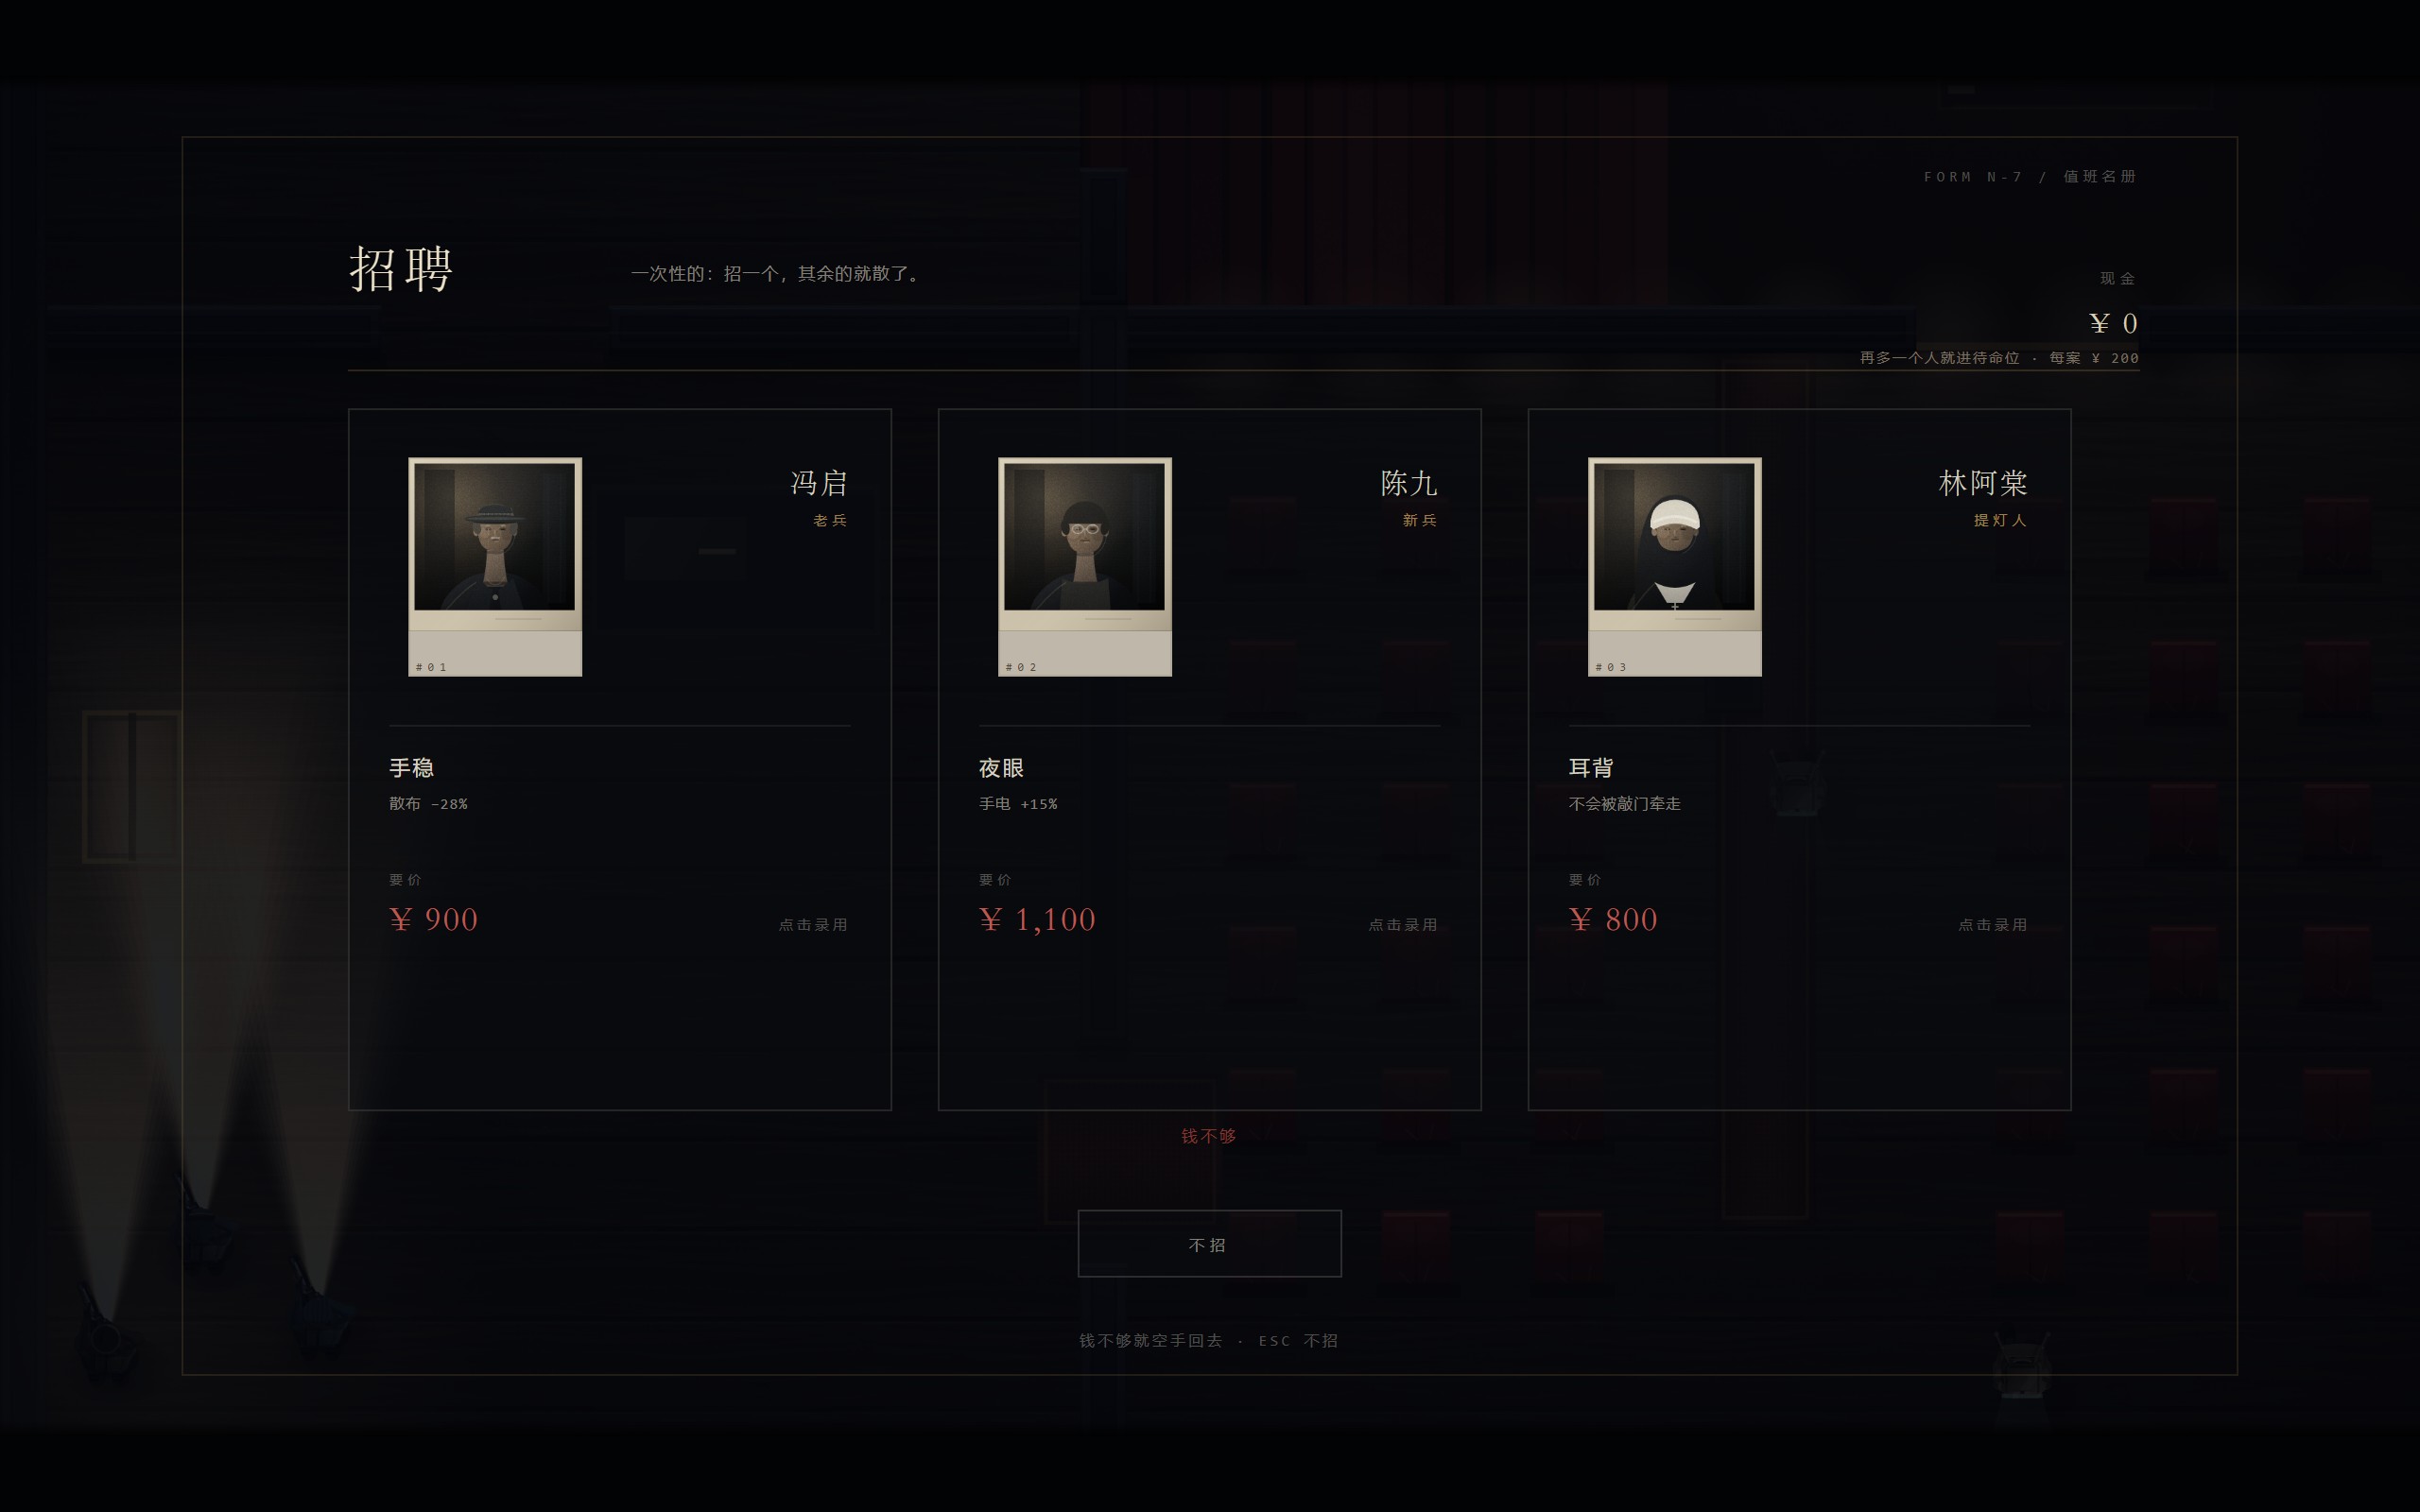 FORM N-7 / 值班名册
招聘
一次性的: 招一个, 其余的就散了。
现金
¥ 0
再多一个人就进待命位 · 每案 ¥ 200
冯启
老兵
#01
手稳
散布 -28%
要价
¥ 900
点击录用
陈九
新兵
#02
夜眼
手电 +15%
要价
¥ 1,100
点击录用
林阿棠
提灯人
#03
耳背
不会被敲门牵走
要价
¥ 800
点击录用
钱不够
不招
钱不够就空手回去 · ESC 不招